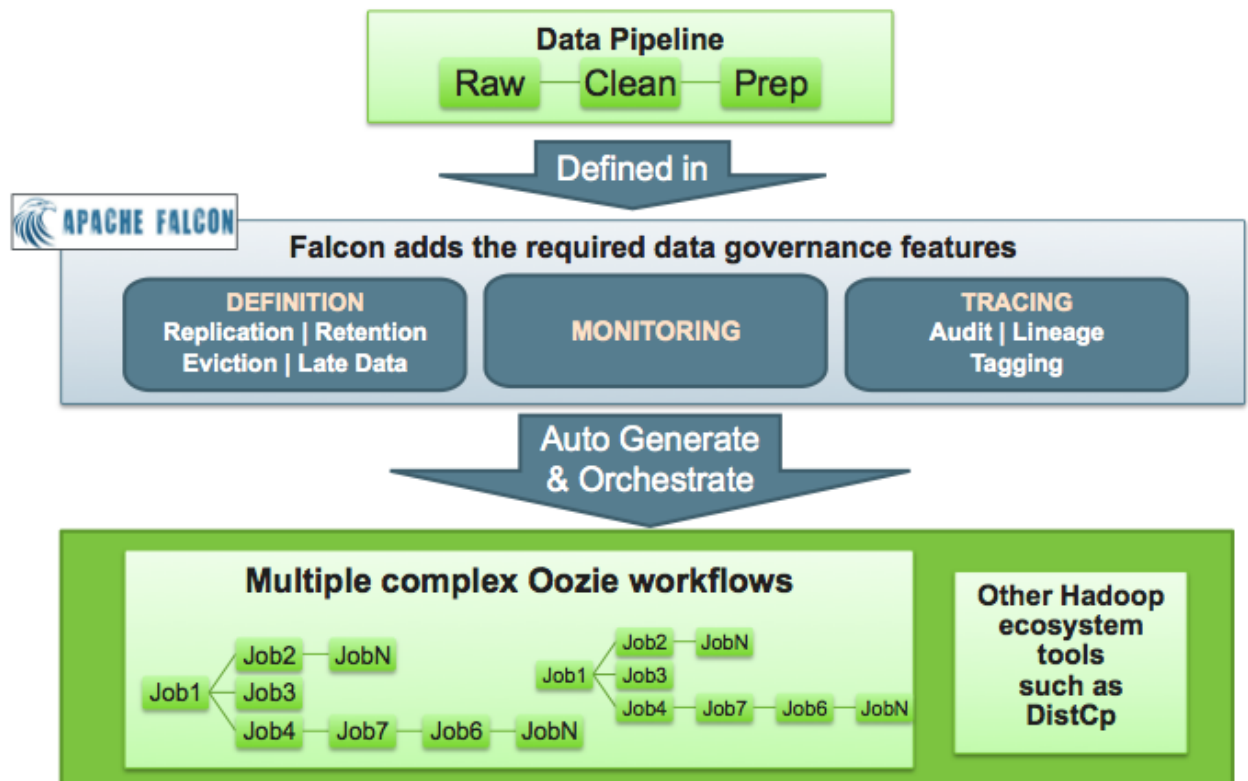 Data Pipeline
Raw Clean Prep
Defined in
APACHE FALCON
Falcon adds the required data governance features
DEFINITION
Replication | Retention
Eviction | Late Data
MONITORING
TRACING
Audit | Lineage
Tagging
Auto Generate
& Orchestrate
Multiple complex Oozie workflows
Job2 JobN
Job1
Job3
Job4 Job7 Job6 JobN
Job2 JobN
Job1
Job3
Job4 Job7 Job6 JobN
Other Hadoop
ecosystem
tools
such as
DistCp